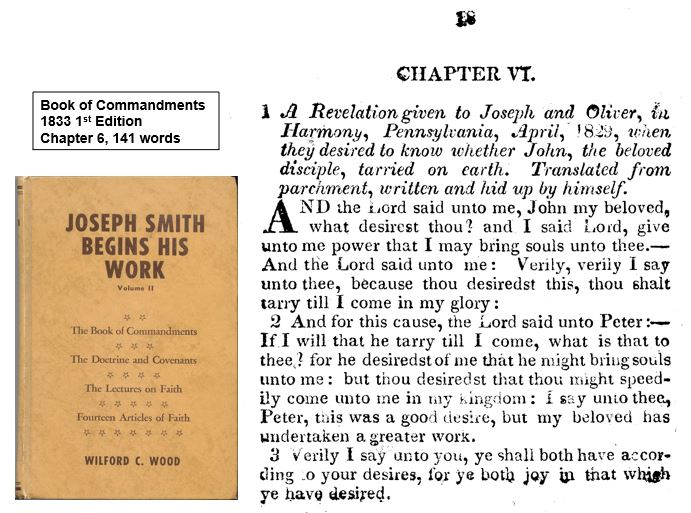 Book of Commandments
1833 1st Edition
Chapter 6, 141 words
JOSEPH SMITH
BEGINS HIS
WORK
Volume II
The Book of Commandments
The Doctrine and Covenants
The Lectures on Faith
Fourteen Articles of Faith
WILFORD C. WOOD
18
CHAPTER VI.
1 A Revelation given to Joseph and Oliver, in
Harmony, Pennsylvania, April, 1829, when
they desired to know whether John, the beloved
disciple, tarried on earth. Translated from
parchment, written and hid up by himself.
AND the Lord said unto me, John my beloved,
what desirest thou? and I said Lord, give
unto me power that I may bring souls unto thee.—
And the Lord said unto me: Verily, verily I say
unto thee, because thou desiredst this, thou shalt
tarry till I come in my glory:
2 And for this cause, the Lord said unto Peter:—
If I will that he tarry till I come, what is that to
thee? for he desiredst of me that he might bring souls
unto me: but thou desiredst that thou might speed-
ily come unto me in my kingdom: I say unto thee,
Peter, this was a good desire, but my beloved has
undertaken a greater work.
3 Verily I say unto you, ye shall both have accor-
ding to your desires, for ye both joy in that which
ye have desired.